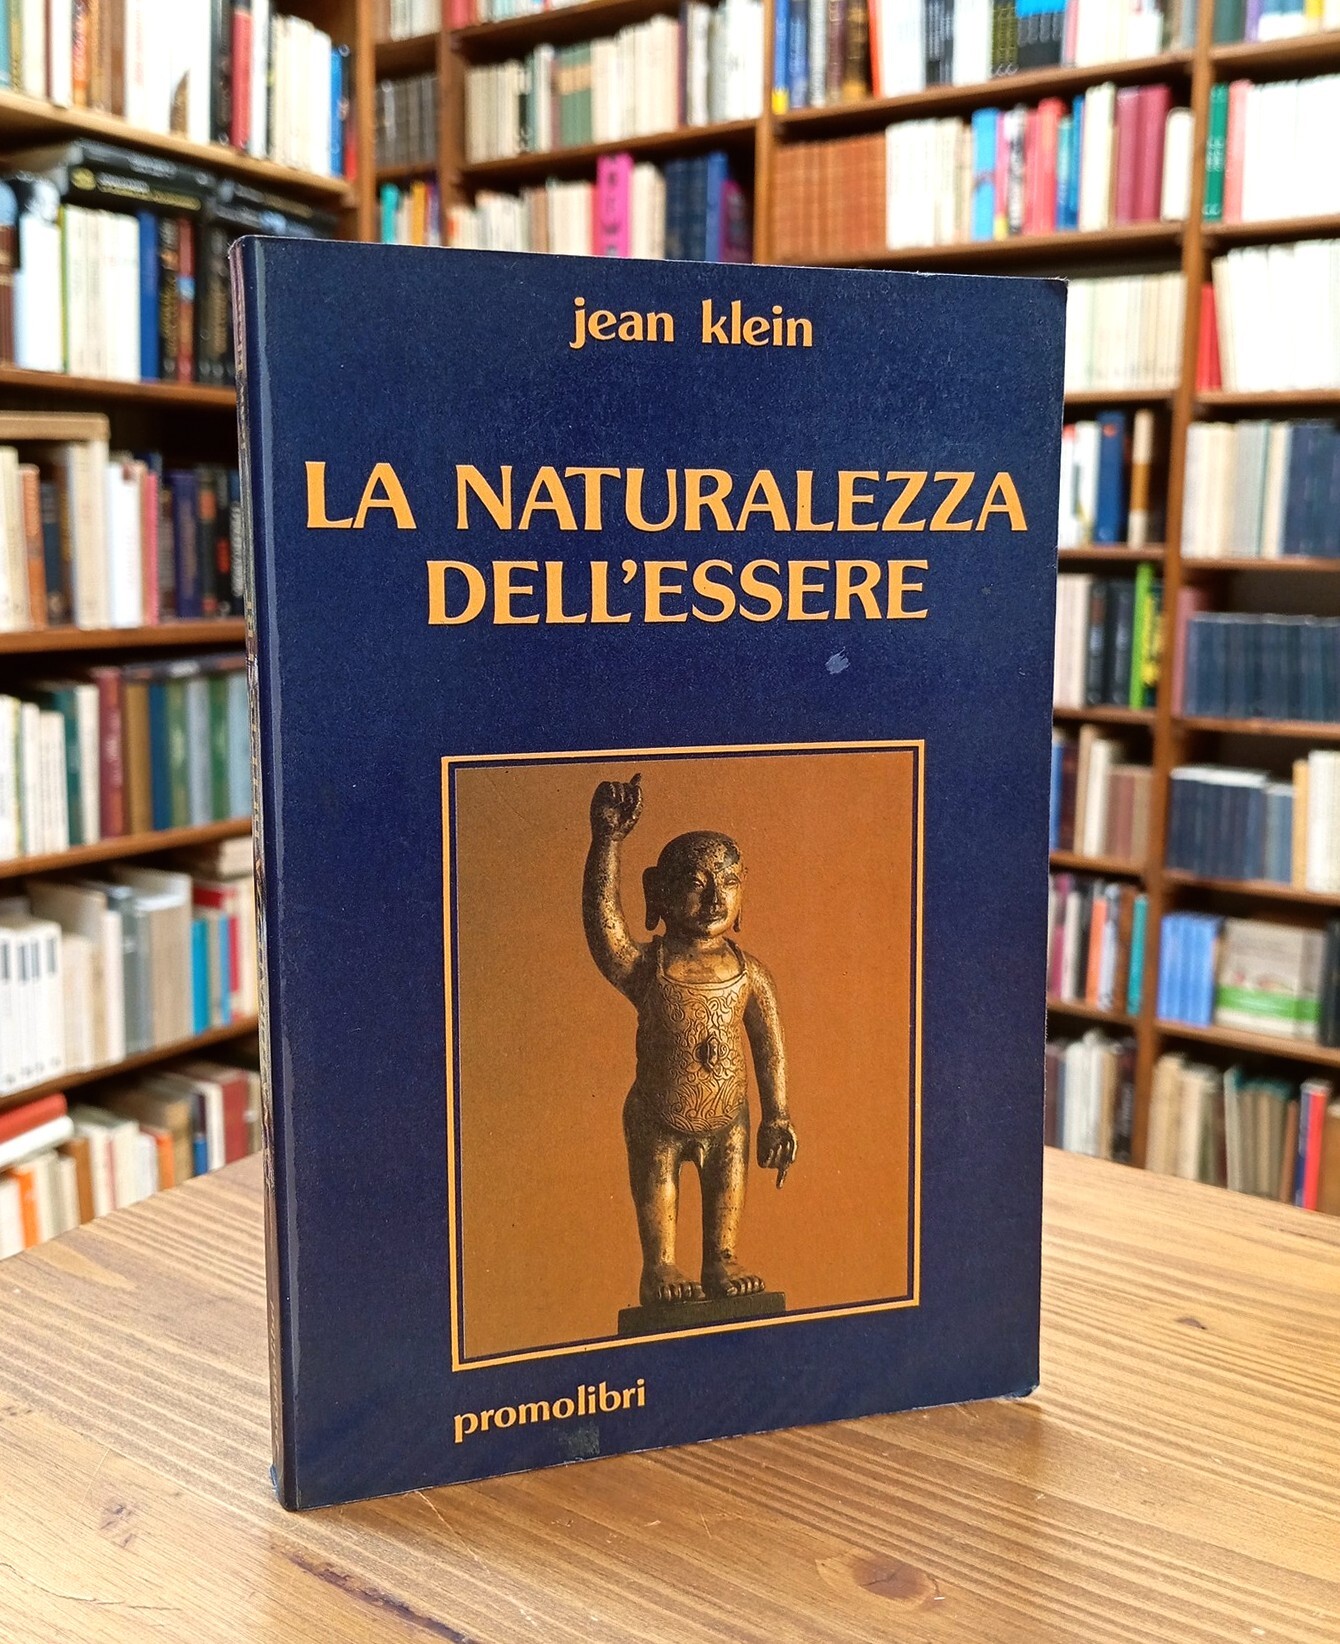 jean klein
LA NATURALEZZA
DELL'ESSERE
promolibri